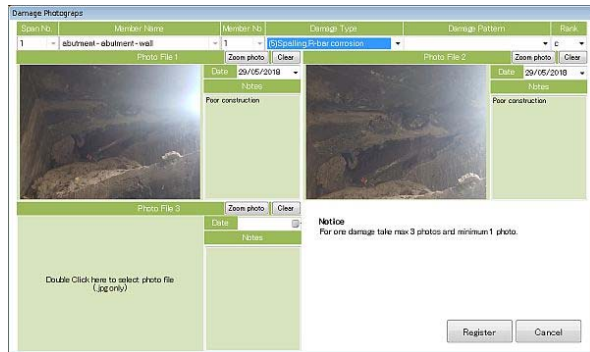 Damage Photograps
Span No. Member Name Member No Damage Type Damage Pattern Rank
1 abutment-abutment-wall 1 (5)Spalling,R-bar corrosion c
Photo File 1 Zoom photo Clear Photo File 2 Zoom photo Clear
Date 29/05/2018 Date 29/05/2018
Notes Notes
Poor construction Poor construction
Photo File 3 Zoom photo Clear
Date
Notes
Notice
For one damage take max 3 photos and minimum 1 photo.
Double Click here to select photo file
(.jpg only)
Register Cancel